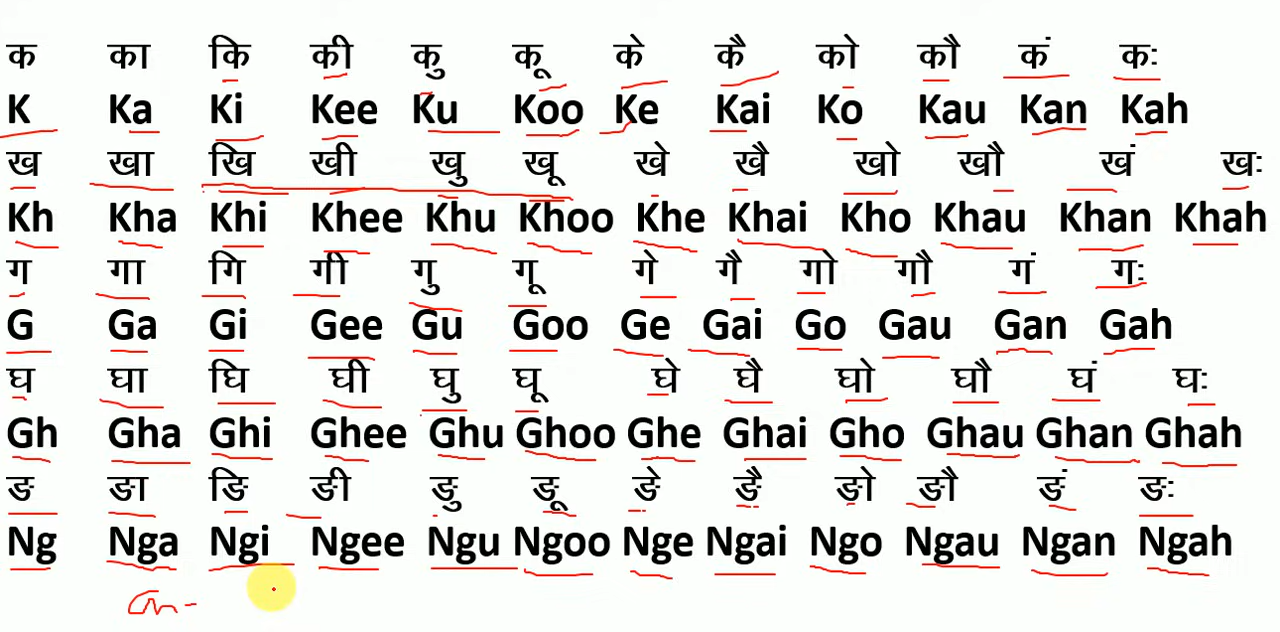 क का कि की कु कू के कै को कौ कं कः
K Ka Ki Kee Ku Koo Ke Kai Ko Kau Kan Kah
ख खा खि खी खु खू खे खै खो खौ खं खः
Kh Kha Khi Khee Khu Khoo Khe Khai Kho Khau Khan Khah
ग गा गि गी गु गू गे गै गो गौ गं गः
G Ga Gi Gee Gu Goo Ge Gai Go Gau Gan Gah
घ घा घि घी घु घू घे घै घो घौ घं घः
Gh Gha Ghi Ghee Ghu Ghoo Ghe Ghai Gho Ghau Ghan Ghah
ङ ङा ङि ङी ङु ङू ङे ङै ङो ङौ ङं ङः
Ng Nga Ngi Ngee Ngu Ngoo Nge Ngai Ngo Ngau Ngan Ngah